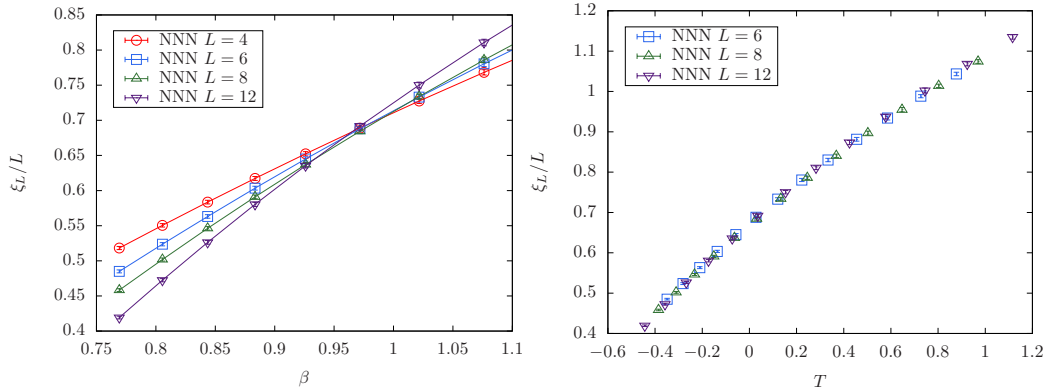 0.85
0.8
0.75
0.7
0.65
0.6
0.55
0.5
0.45
0.4
0.75 0.8 0.85 0.9 0.95 1 1.05 1.1
ξ_L/L
β
NNN L = 4
NNN L = 6
NNN L = 8
NNN L = 12
1.2
1.1
1
0.9
0.8
0.7
0.6
0.5
0.4
−0.6 −0.4 −0.2 0 0.2 0.4 0.6 0.8 1 1.2
ξ_L/L
T
NNN L = 6
NNN L = 8
NNN L = 12